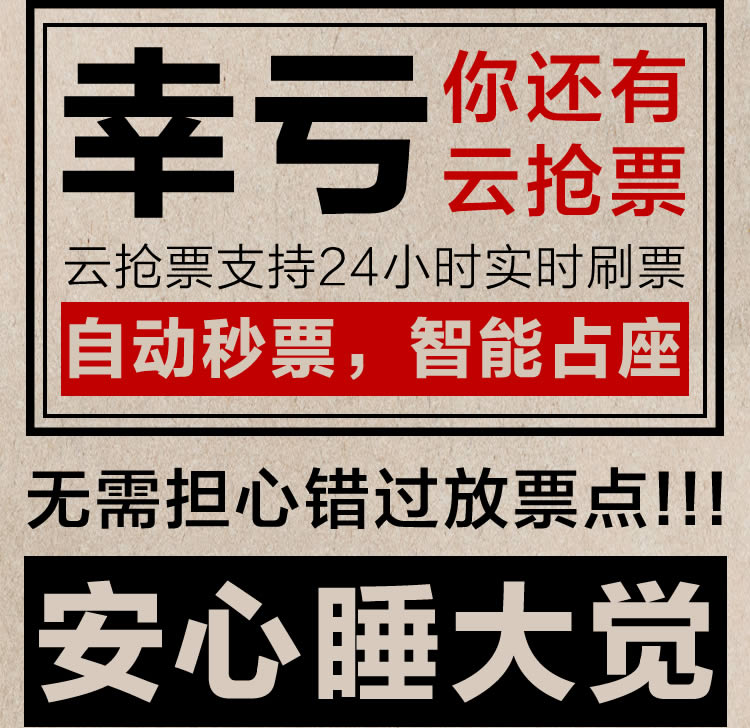 幸亏
你还有
云抢票
云抢票支持24小时实时刷票
自动秒票，智能占座
无需担心错过放票点!!!
安心睡大觉